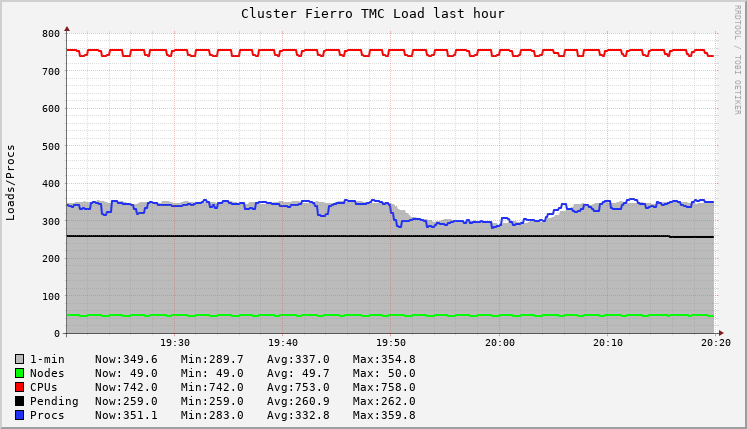 Cluster Fierro TMC Load last hour
RRDTOOL / TOBI OETIKER
Loads/Procs
800
700
600
500
400
300
200
100
0
19:30 19:40 19:50 20:00 20:10 20:20
1-min Now:349.6 Min:289.7 Avg:337.0 Max:354.8
Nodes Now: 49.0 Min: 49.0 Avg: 49.7 Max: 50.0
CPUs Now:742.0 Min:742.0 Avg:753.0 Max:758.0
Pending Now:259.0 Min:259.0 Avg:260.9 Max:262.0
Procs Now:351.1 Min:283.0 Avg:332.8 Max:359.8